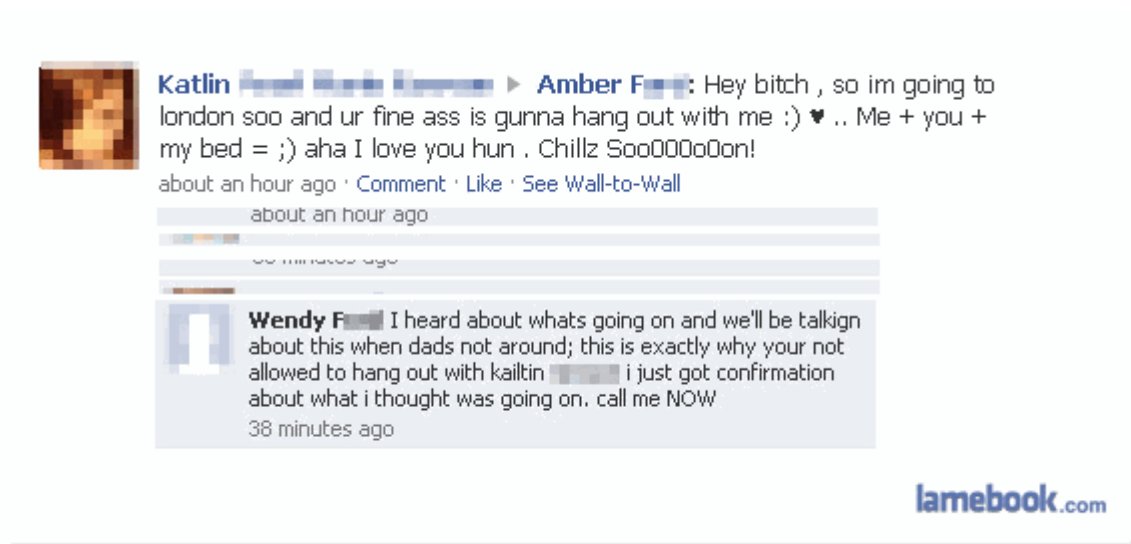 Katlin ▸ Amber F : Hey bitch , so im going to
london soo and ur fine ass is gunna hang out with me :) ♥ .. Me + you +
my bed = ;) aha I love you hun . Chillz Soo000oOon!
about an hour ago · Comment · Like · See Wall-to-Wall
about an hour ago
minutes ago
Wendy F I heard about whats going on and we'll be talkign
about this when dads not around; this is exactly why your not
allowed to hang out with kailtin i just got confirmation
about what i thought was going on. call me NOW
38 minutes ago
lamebook.com